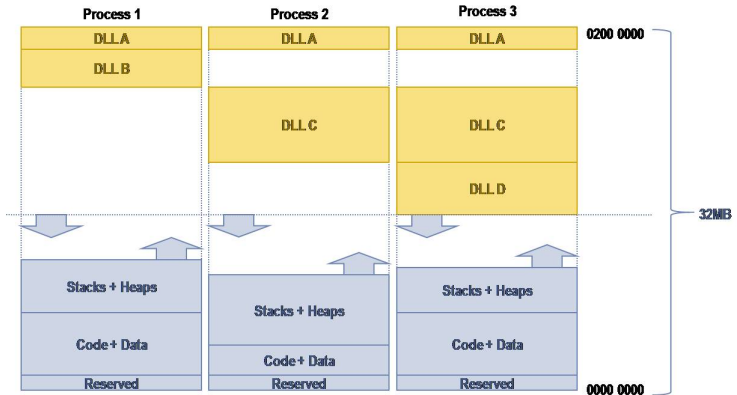 Process 1
Process 2
Process 3
DLL A
DLL A
DLL A
0200 0000
DLL B
DLL C
DLL C
DLL D
32MB
Stacks + Heaps
Stacks + Heaps
Stacks + Heaps
Code + Data
Code + Data
Code + Data
Reserved
Reserved
Reserved
0000 0000